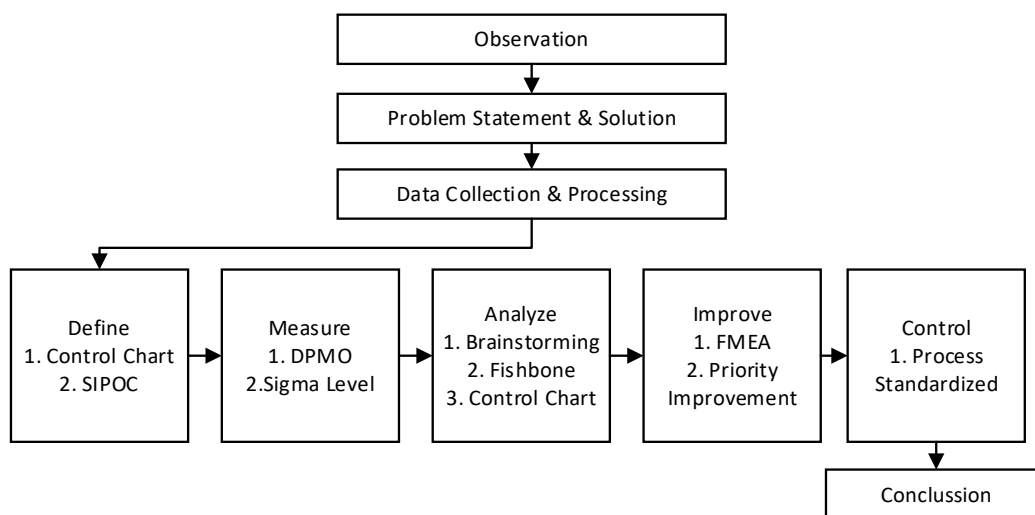 Observation
Problem Statement & Solution
Data Collection & Processing
Define
1. Control Chart
2. SIPOC
Measure
1. DPMO
2.Sigma Level
Analyze
1. Brainstorming
2. Fishbone
3. Control Chart
Improve
1. FMEA
2. Priority
Improvement
Control
1. Process
Standardized
Conclussion